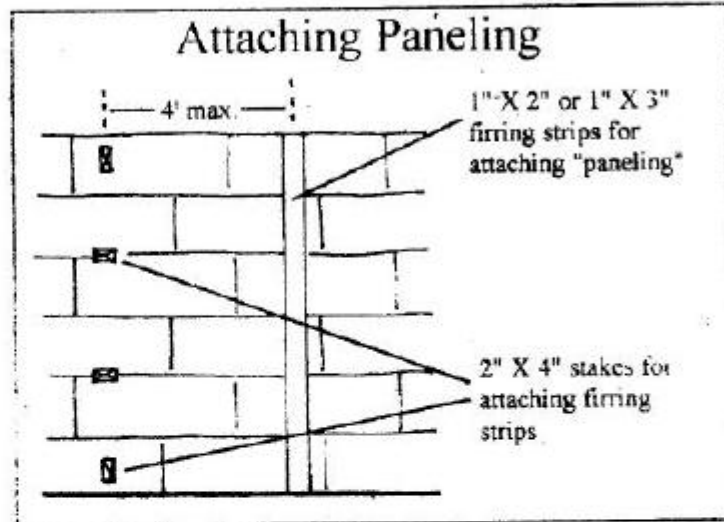 Attaching Paneling
4' max.
1" X 2" or 1" X 3"
firring strips for
attaching "paneling"
2" X 4" stakes for
attaching firring
strips